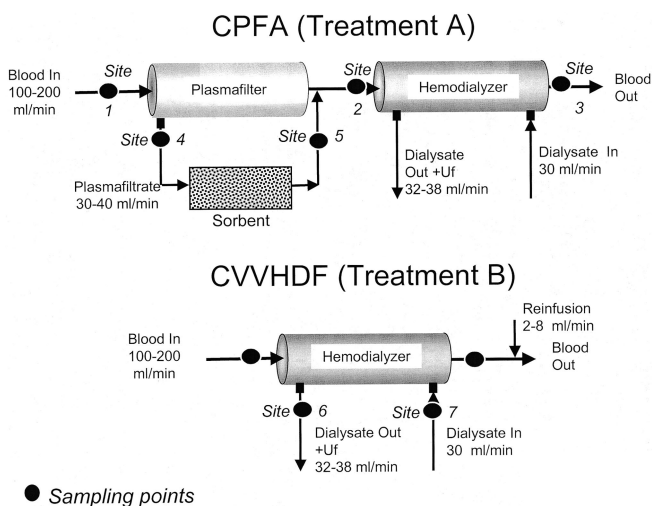 CPFA (Treatment A)
Blood In
100-200
ml/min
Site
1
Plasmafilter
Site
2
Hemodialyzer
Site
3
Blood
Out
Site 4
Site 5
Plasmafiltrate
30-40 ml/min
Sorbent
Dialysate
Out +Uf
32-38 ml/min
Dialysate In
30 ml/min
CVVHDF (Treatment B)
Blood In
100-200
ml/min
Hemodialyzer
Reinfusion
2-8 ml/min
Blood
Out
Site 6
Site 7
Dialysate Out
+Uf
32-38 ml/min
Dialysate In
30 ml/min
Sampling points